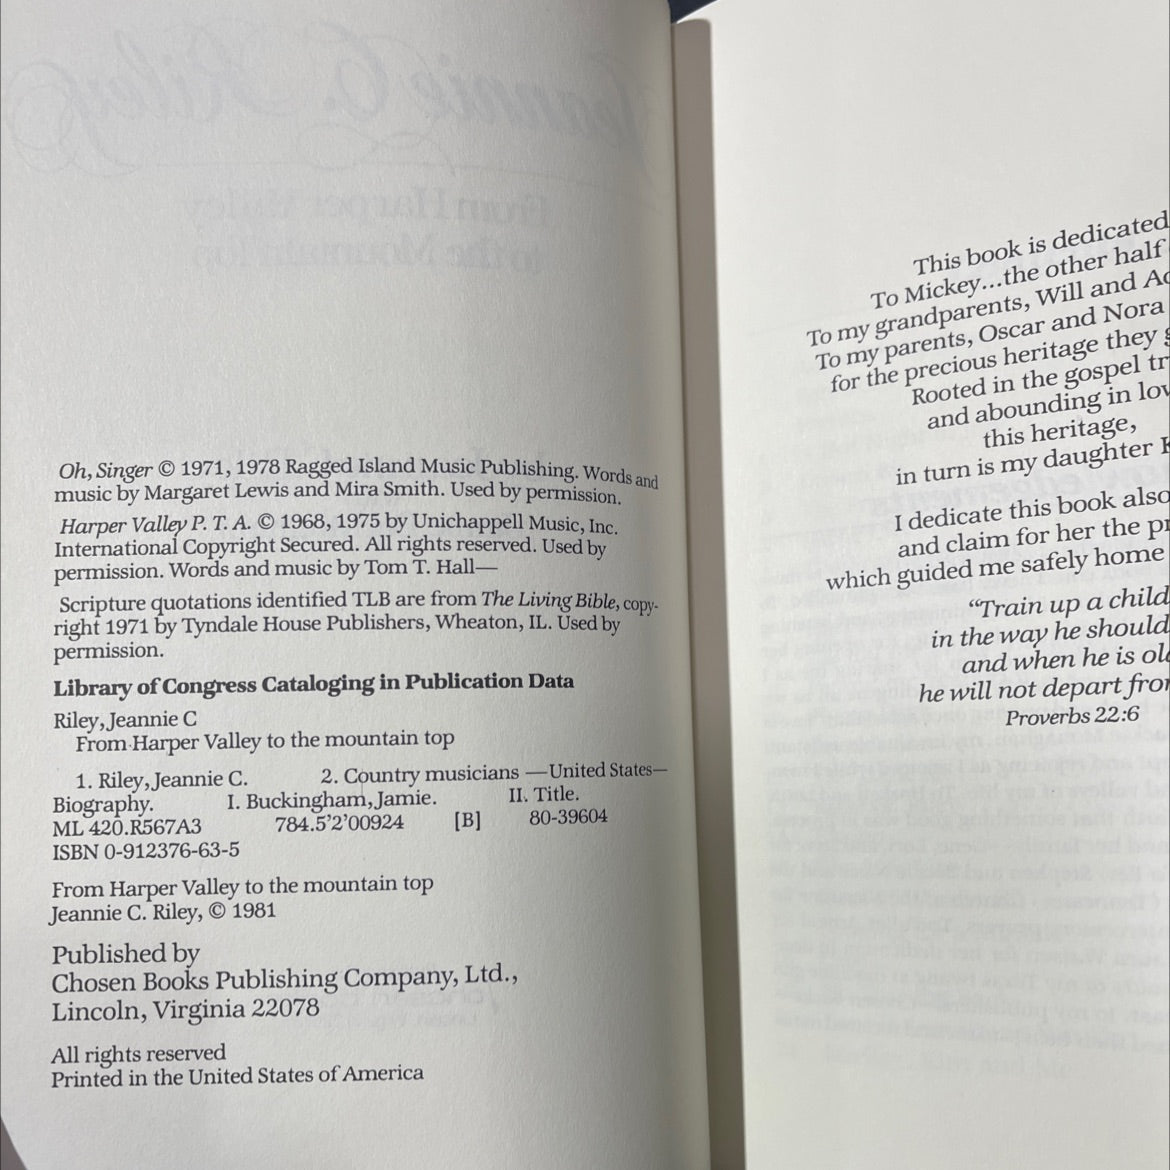 Oh, Singer © 1971, 1978 Ragged Island Music Publishing. Words and
music by Margaret Lewis and Mira Smith. Used by permission.
Harper Valley P. T. A. © 1968, 1975 by Unichappell Music, Inc.
International Copyright Secured. All rights reserved. Used by
permission. Words and music by Tom T. Hall—
Scripture quotations identified TLB are from The Living Bible, copy-
right 1971 by Tyndale House Publishers, Wheaton, IL. Used by
permission.
Library of Congress Cataloging in Publication Data
Riley, Jeannie C
From Harper Valley to the mountain top
1. Riley, Jeannie C. 2. Country musicians —United States—
Biography. I. Buckingham, Jamie. II. Title.
ML 420.R567A3 784.5'2'00924 [B] 80-39604
ISBN 0-912376-63-5
From Harper Valley to the mountain top
Jeannie C. Riley, © 1981
Published by
Chosen Books Publishing Company, Ltd.,
Lincoln, Virginia 22078
All rights reserved
Printed in the United States of America
This book is dedicated
To Mickey...the other half
To my grandparents, Will and
To my parents, Oscar and Nora
for the precious heritage they
Rooted in the gospel
and abounding in
this heritage,
in turn is my daughter
I dedicate this book also
and claim for her the
which guided me safely home
“Train up a child
in the way he should
and when he is
he will not depart
Proverbs 22:6